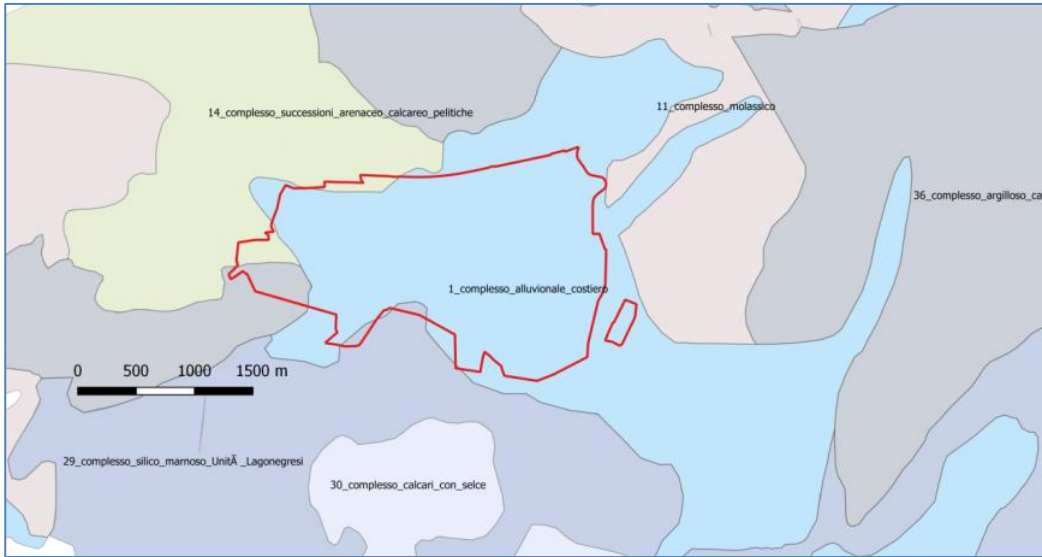 11_complesso_molassico
14_complesso_successioni_arenaceo_calcareo_pelitiche
36_complesso_argilloso_ca
1_complesso_alluvionale_costiero
0 500 1000 1500 m
29_complesso_silico_marnoso_UnitÃ _Lagonegresi
30_complesso_calcari_con_selce